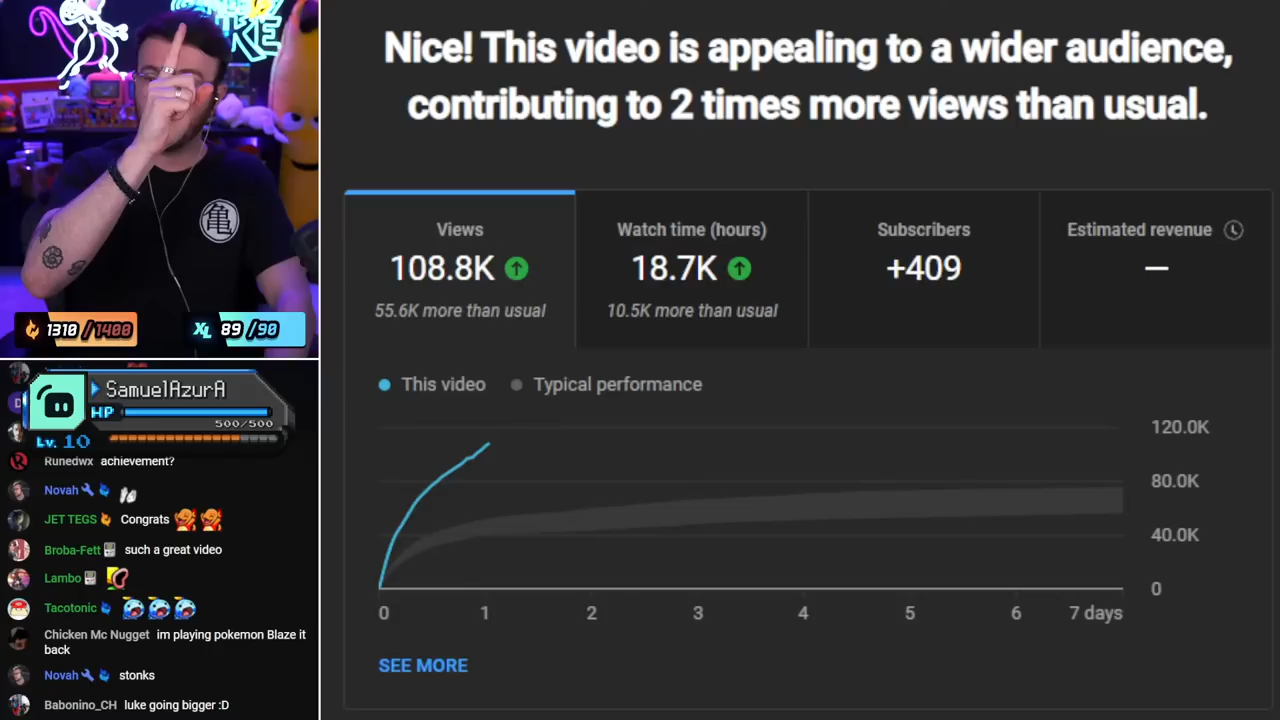 KE
亀
1310/1400
XL 89/90
SamuelAzurA
HP
500/500
Lv. 10
Runedwx achievement?
Novah
JET TEGS Congrats
Broba-Fett such a great video
Lambo
Tacotonic
Chicken Mc Nugget im playing pokemon Blaze it
back
Novah stonks
Babonino_CH luke going bigger :D
Nice! This video is appealing to a wider audience,
contributing to 2 times more views than usual.
Views
108.8K
55.6K more than usual
Watch time (hours)
18.7K
10.5K more than usual
Subscribers
+409
Estimated revenue
—
This video
Typical performance
120.0K
80.0K
40.0K
0
0 1 2 3 4 5 6 7 days
SEE MORE